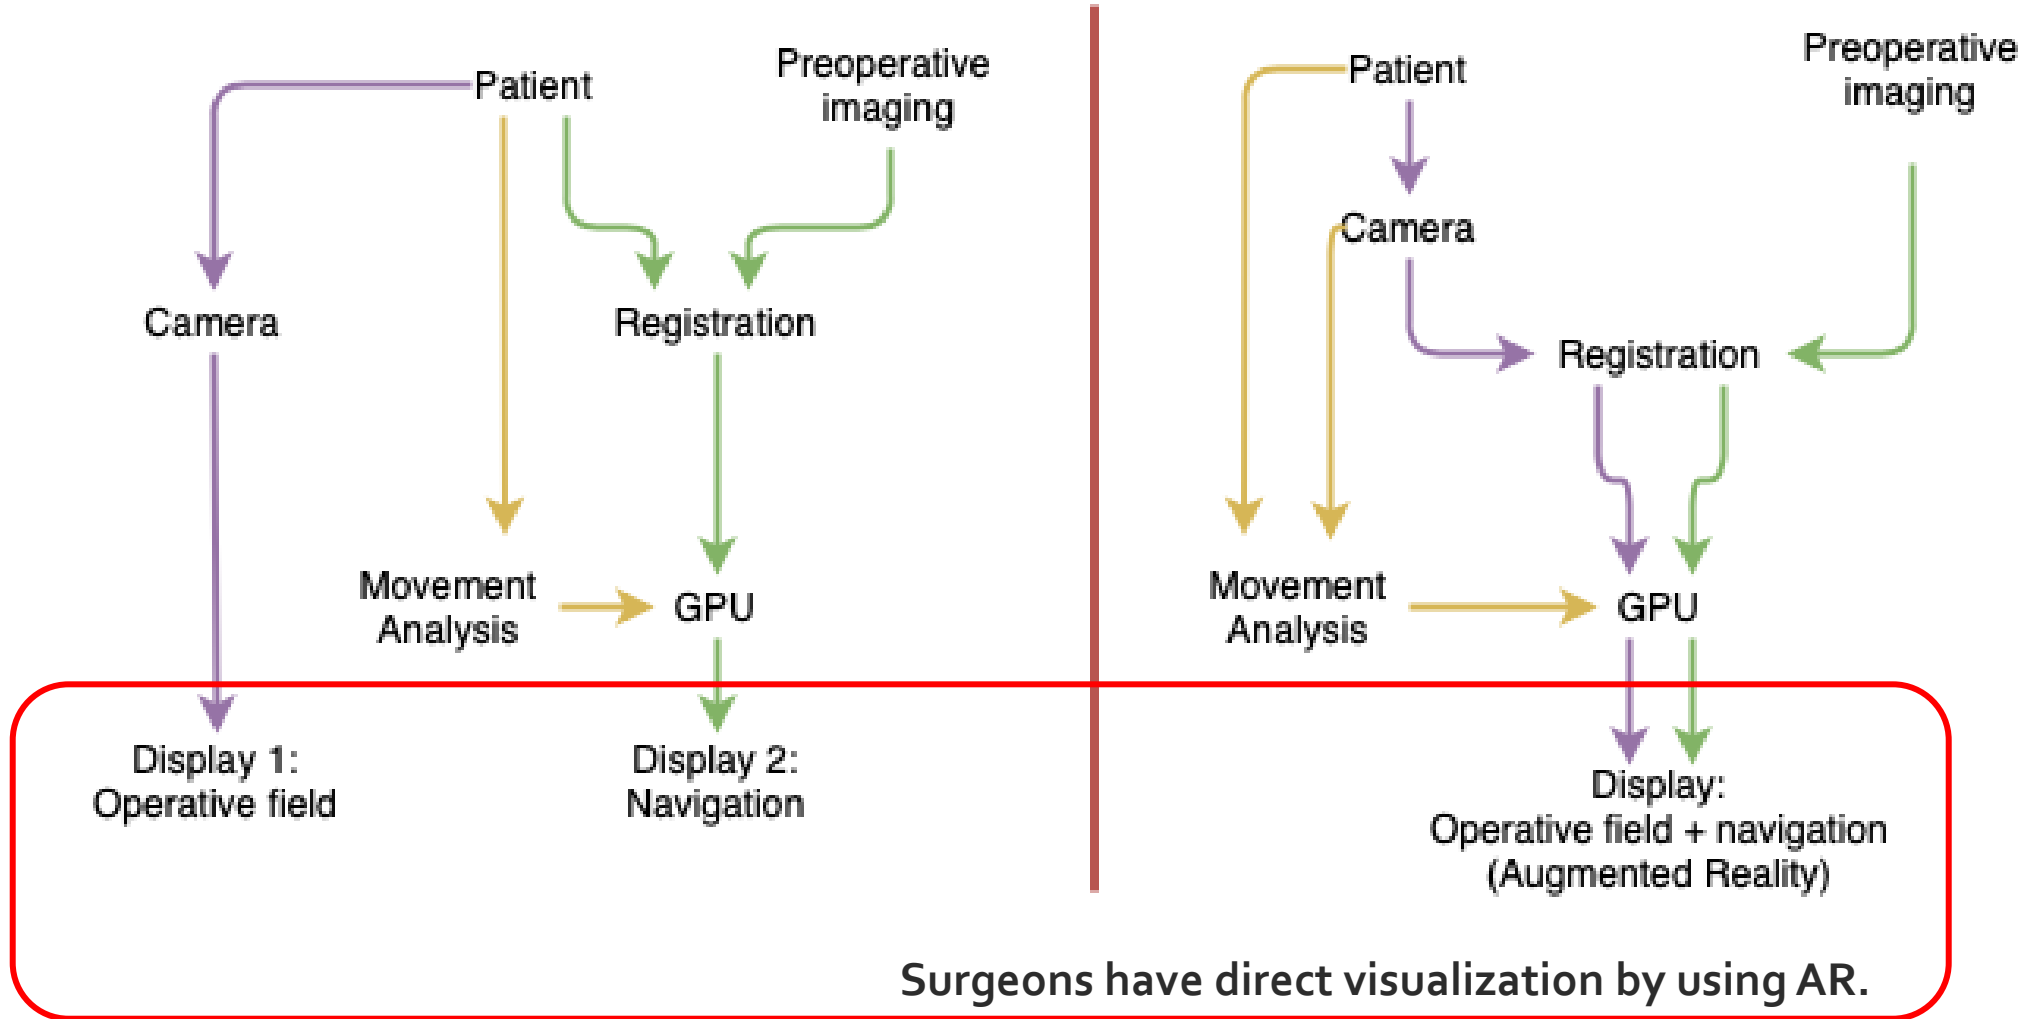 Patient
Preoperative
imaging
Camera
Registration
Movement
Analysis
GPU
Display 1:
Operative field
Display 2:
Navigation
Patient
Preoperative
imaging
Camera
Registration
Movement
Analysis
GPU
Display:
Operative field + navigation
(Augmented Reality)
Surgeons have direct visualization by using AR.